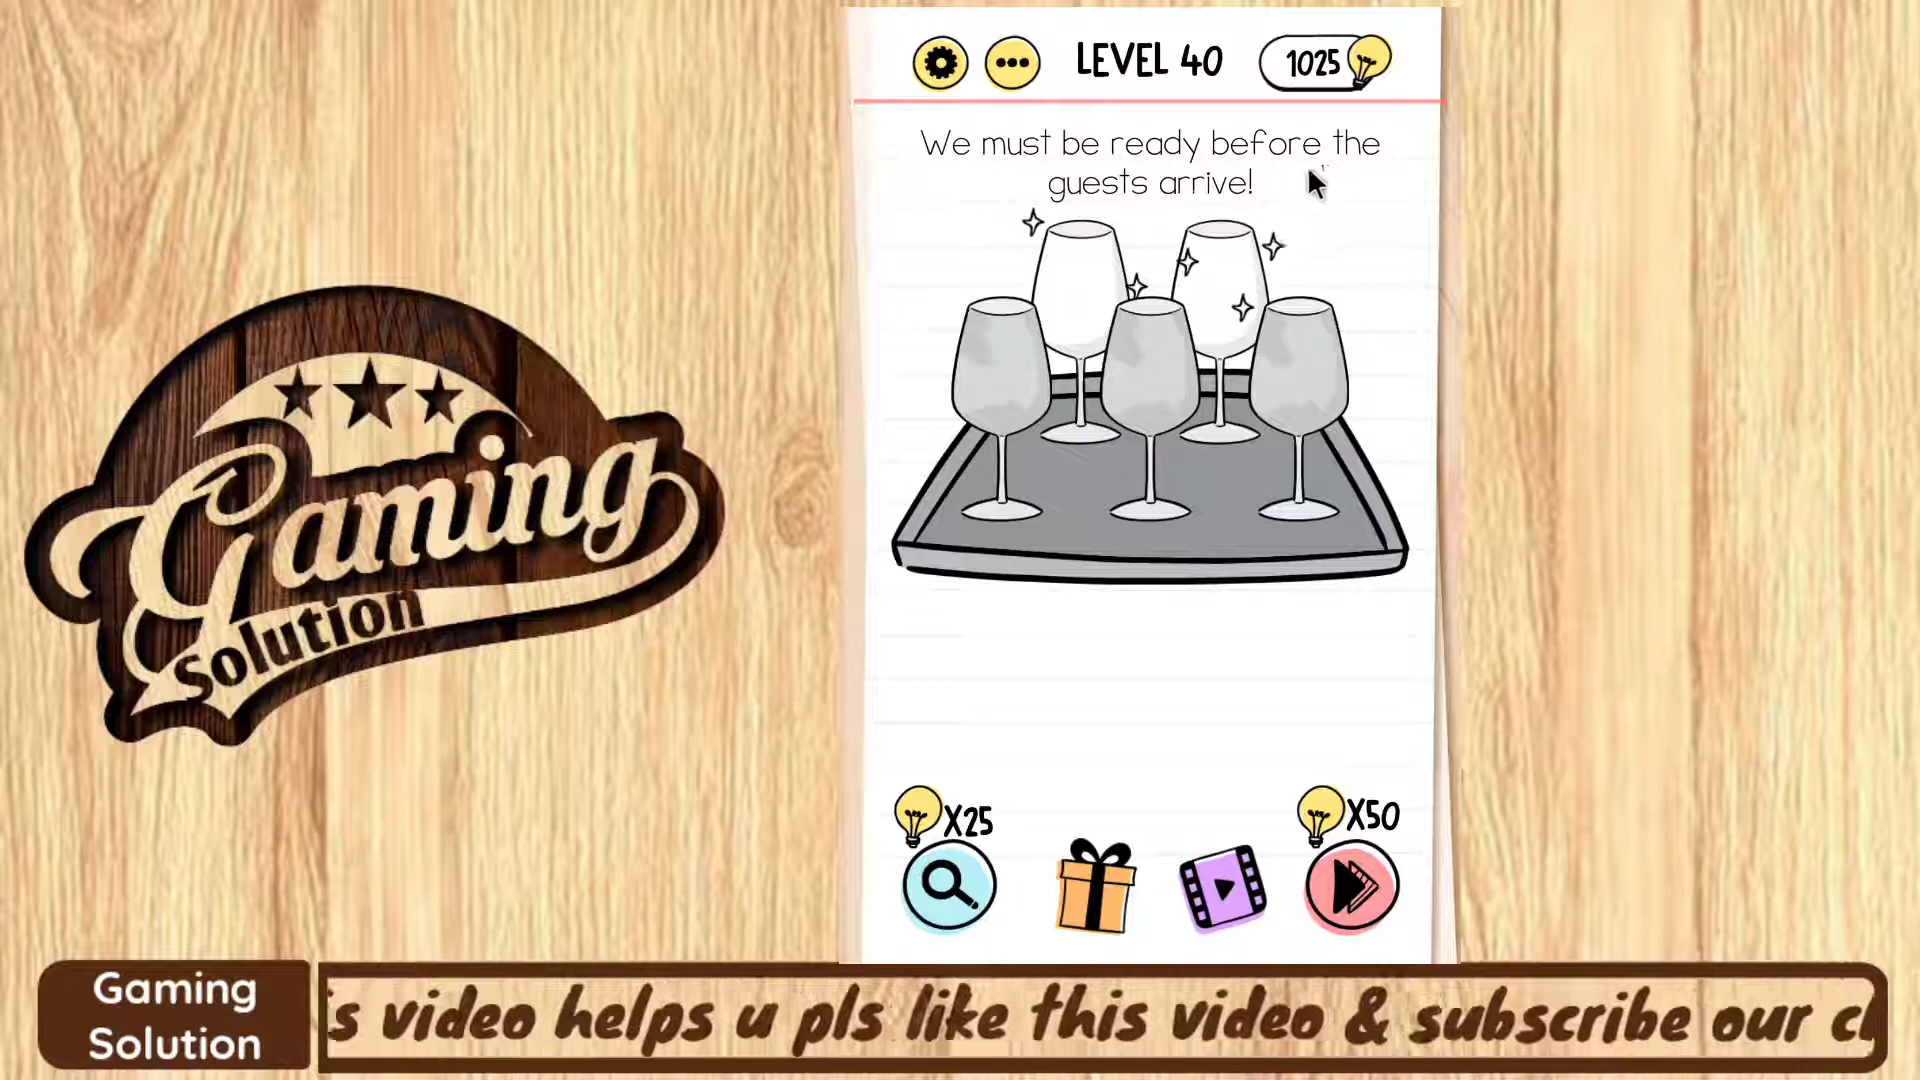 LEVEL 40
1025
We must be ready before the
guests arrive!
Gaming
Solution
X25
X50
Gaming
Solution
s video helps u pls like this video & subscribe our